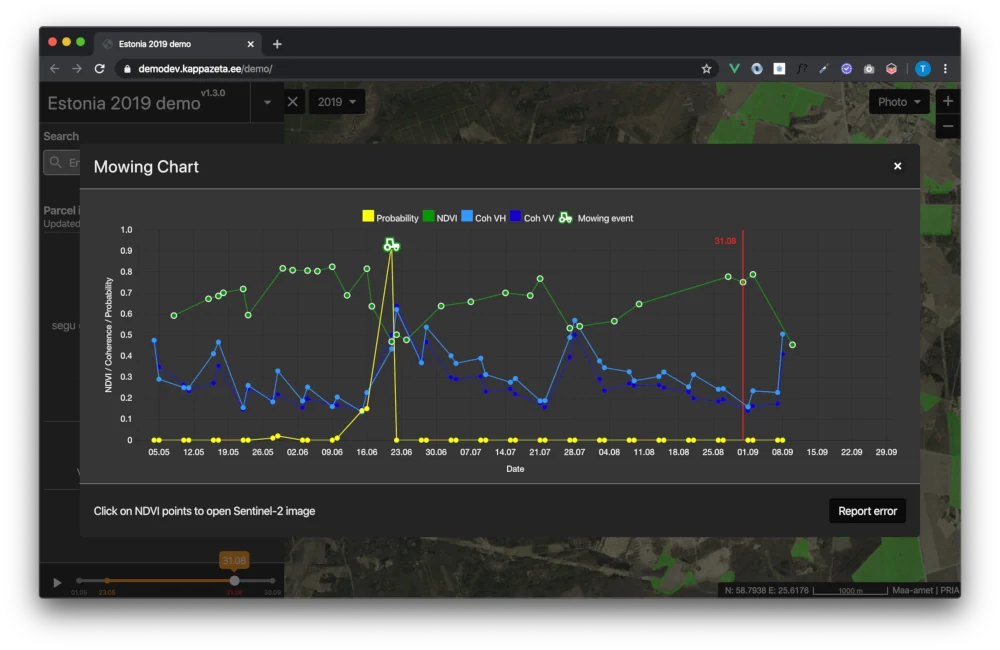 Estonia 2019 demo
demodev.kappazeta.ee/demo/
T
Estonia 2019 demo v1.3.0
2019
Photo
Search
En
Mowing Chart
Parcel i
Updated
segu
Probability NDVI Coh VH Coh VV Mowing event
31.08
NDVI / Coherence / Probability
1.0
0.9
0.8
0.7
0.6
0.5
0.4
0.3
0.2
0.1
0
05.05 12.05 19.05 26.05 02.06 09.06 16.06 23.06 30.06 07.07 14.07 21.07 28.07 04.08 11.08 18.08 25.08 01.09 08.09 15.09 22.09 29.09
Date
Click on NDVI points to open Sentinel-2 image
Report error
31.08
01.05 23.05 31.08 30.09
N: 58.7938 E: 25.6176 1000 m Maa-amet | PRIA